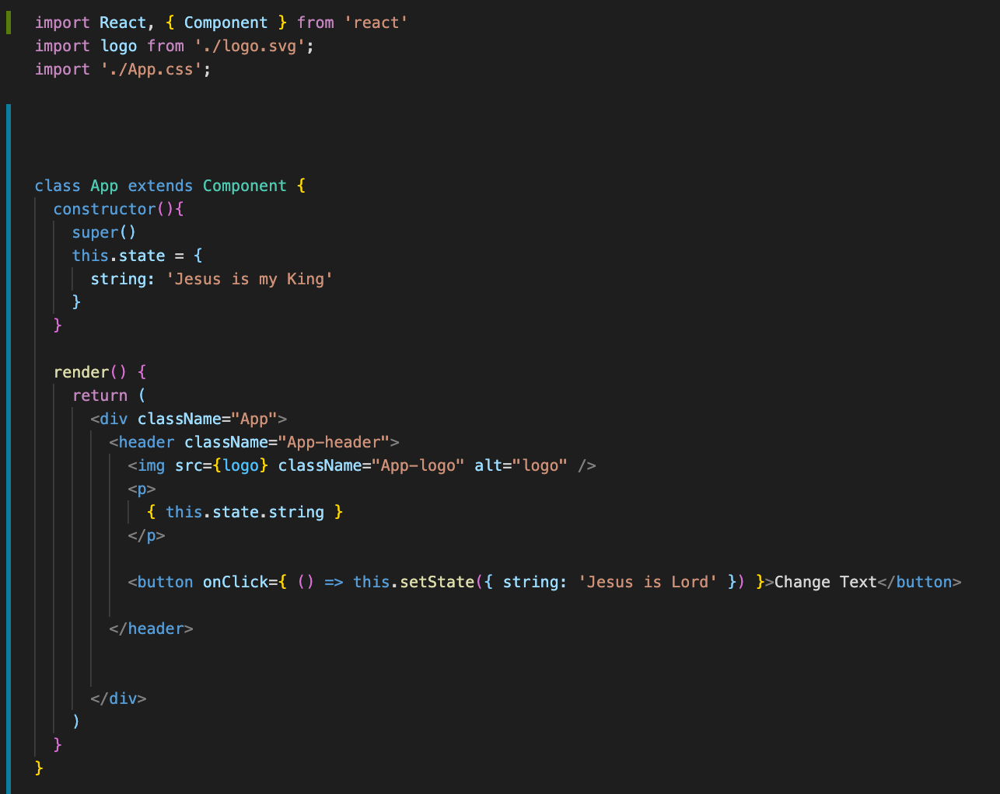 import React, { Component } from 'react'
import logo from './logo.svg';
import './App.css';
class App extends Component {
constructor(){
super()
this.state = {
string: 'Jesus is my King'
}
}
render() {
return (
<div className="App">
<header className="App-header">
<img src={logo} className="App-logo" alt="logo" />
<p>
{ this.state.string }
</p>
<button onClick={ () => this.setState({ string: 'Jesus is Lord' }) }>Change Text</button>
</header>
</div>
)
}
}